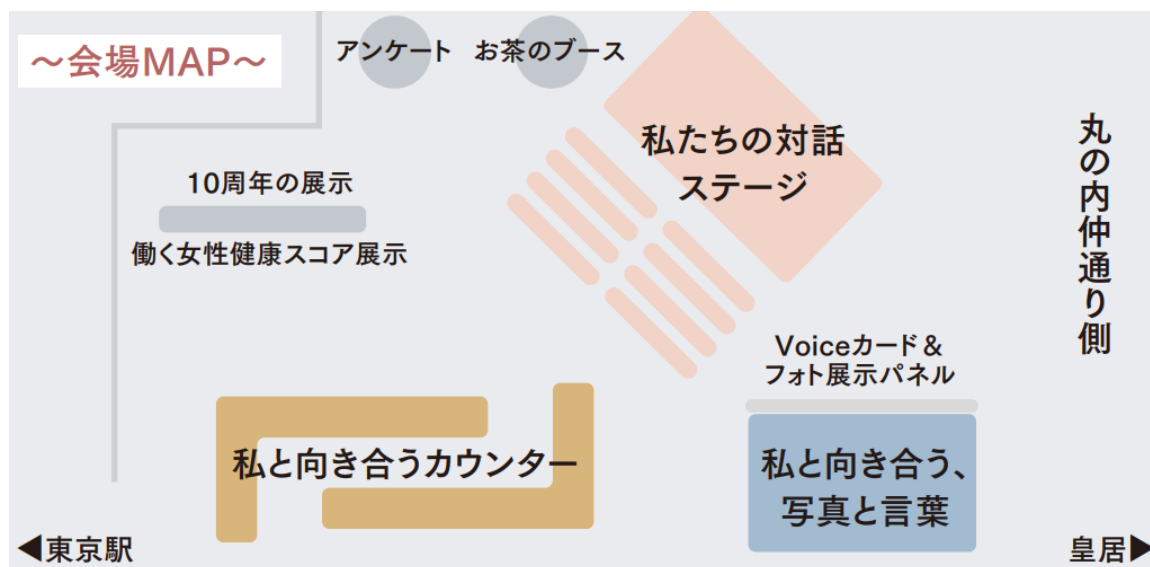 ～会場MAP～
アンケート
お茶のブース
私たちの対話
ステージ
丸の内仲通り側
10周年の展示
働く女性健康スコア展示
Voiceカード＆
フォト展示パネル
私と向き合うカウンター
私と向き合う、
写真と言葉
◀東京駅
皇居▶